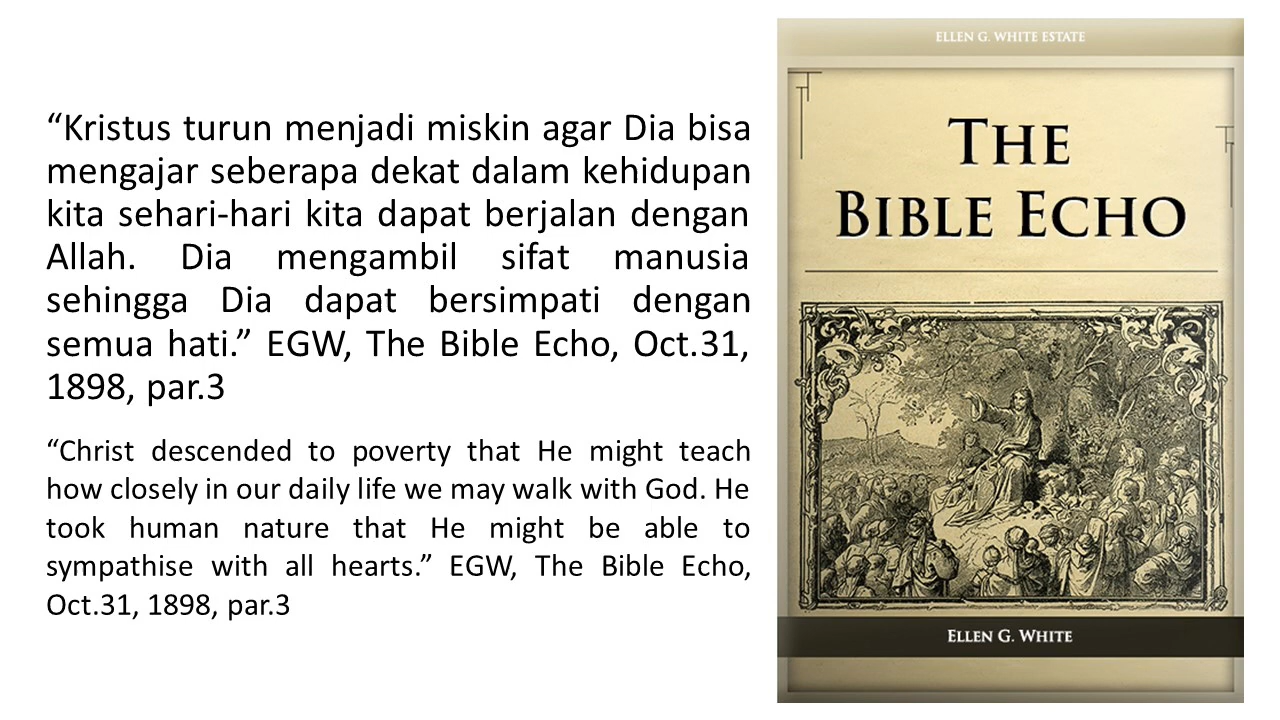 “Kristus turun menjadi miskin agar Dia bisa
mengajar seberapa dekat dalam kehidupan
kita sehari-hari kita dapat berjalan dengan
Allah. Dia mengambil sifat manusia
sehingga Dia dapat bersimpati dengan
semua hati.” EGW, The Bible Echo, Oct.31,
1898, par.3
“Christ descended to poverty that He might teach
how closely in our daily life we may walk with God. He
took human nature that He might be able to
sympathise with all hearts.” EGW, The Bible Echo,
Oct.31, 1898, par.3
ELLEN G. WHITE ESTATE
THE
BIBLE ECHO
ELLEN G. WHITE